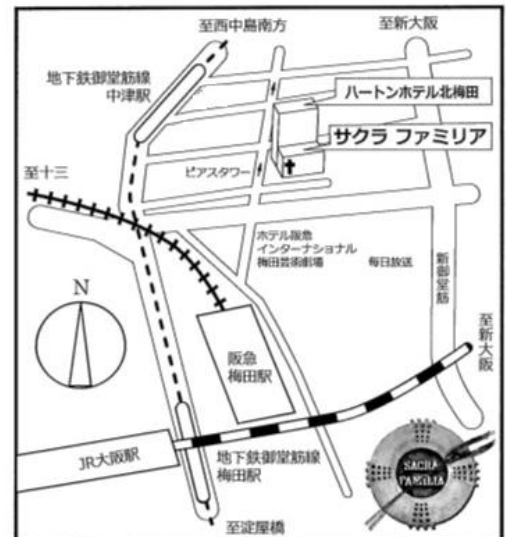 至西中島南方
至新大阪
地下鉄御堂筋線
中津駅
ハートンホテル北梅田
サクラ ファミリア
至十三
ピアスタワー
ホテル阪急
インターナショナル
梅田芸術劇場
毎日放送
新御堂筋
N
阪急
梅田駅
至新大阪
JR大阪駅
地下鉄御堂筋線
梅田駅
至淀屋橋
SACRA
FAMILIA